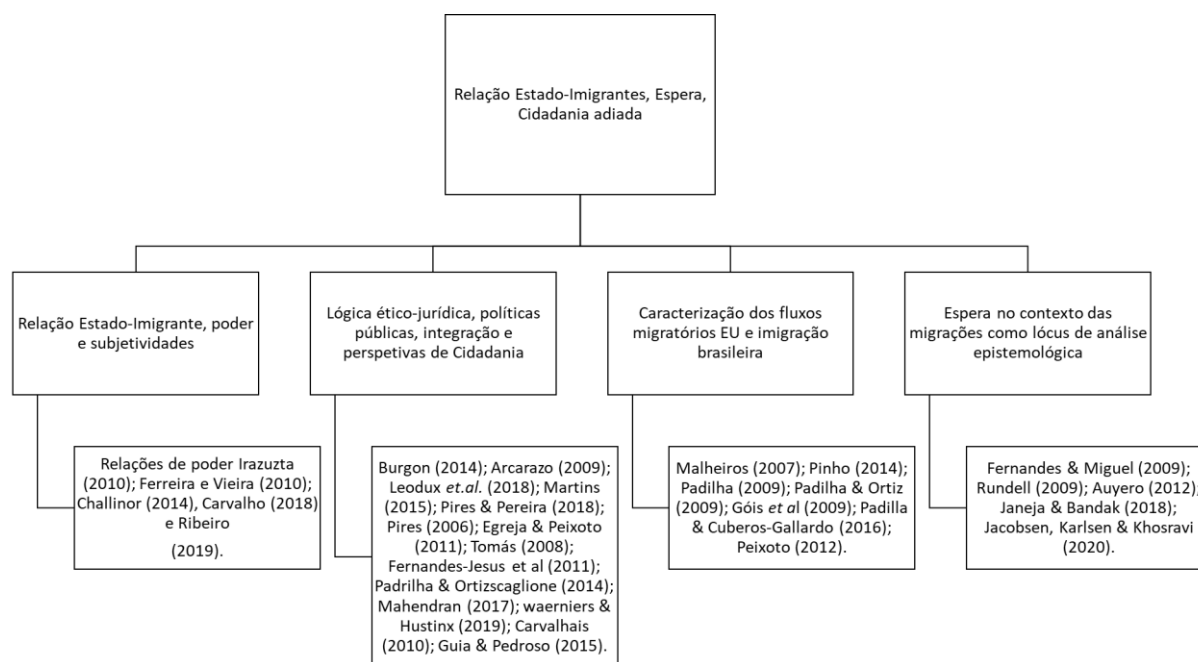 Relação Estado-Imigrantes, Espera,
Cidadania adiada
Relação Estado-Imigrante, poder
e subjetividades
Lógica ético-jurídica, políticas
públicas, integração e
perspetivas de Cidadania
Caracterização dos fluxos
migratórios EU e imigração
brasileira
Espera no contexto das
migrações como lócus de análise
epistemológica
Relações de poder Irazuzta
(2010); Ferreira e Vieira (2010);
Challinor (2014), Carvalho (2018)
e Ribeiro
(2019).
Burgon (2014); Arcarazo (2009);
Leodux et.al. (2018); Martins
(2015); Pires & Pereira (2018);
Pires (2006); Egreja & Peixoto
(2011); Tomás (2008);
Fernandes-Jesus et al (2011);
Padrilha & Ortizscaglione (2014);
Mahendran (2017); waerniers &
Hustinx (2019); Carvalhais
(2010); Guia & Pedroso (2015).
Malheiros (2007); Pinho (2014);
Padilha (2009); Padilha & Ortiz
(2009); Góis et al (2009); Padilla
& Cuberos-Gallardo (2016);
Peixoto (2012).
Fernandes & Miguel (2009);
Rundell (2009); Auyero (2012);
Janeja & Bandak (2018);
Jacobsen, Karlsen & Khosravi
(2020).